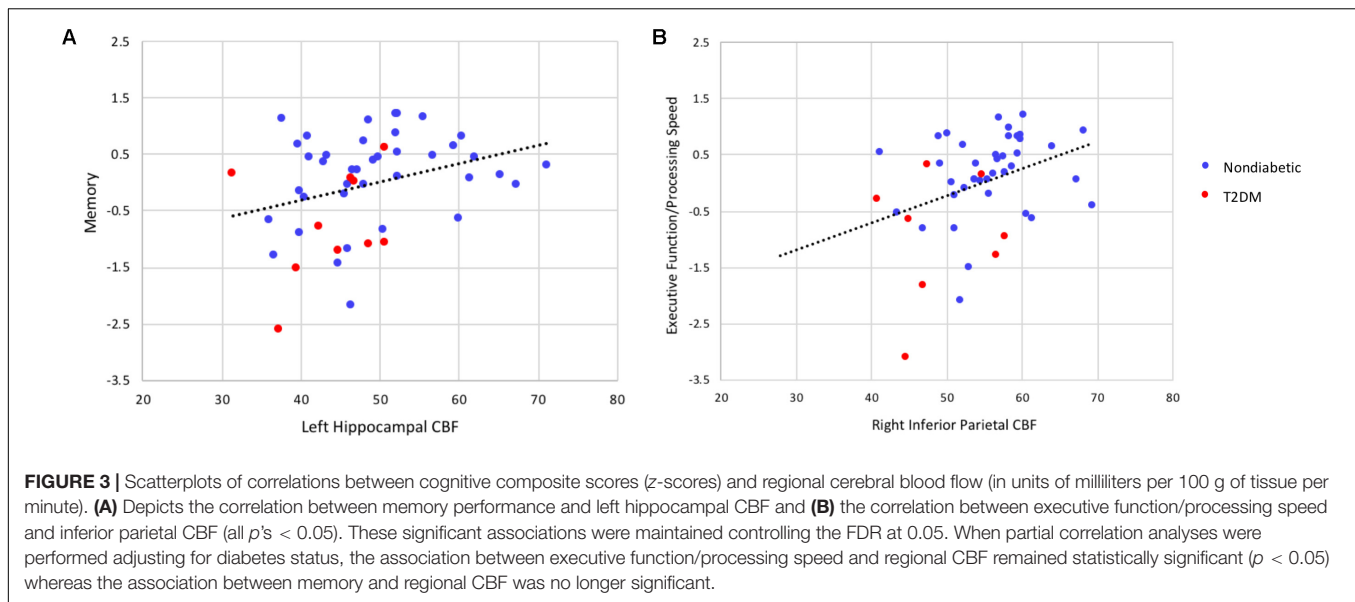 A
2.5
1.5
0.5
-0.5
-1.5
-2.5
-3.5
Memory
20 30 40 50 60 70 80
Left Hippocampal CBF
B
2.5
1.5
0.5
-0.5
-1.5
-2.5
-3.5
Executive Function/Processing Speed
20 30 40 50 60 70 80
Right Inferior Parietal CBF
Nondiabetic
T2DM
FIGURE 3 | Scatterplots of correlations between cognitive composite scores (z-scores) and regional cerebral blood flow (in units of milliliters per 100 g of tissue per
minute). (A) Depicts the correlation between memory performance and left hippocampal CBF and (B) the correlation between executive function/processing speed
and inferior parietal CBF (all p's < 0.05). These significant associations were maintained controlling the FDR at 0.05. When partial correlation analyses were
performed adjusting for diabetes status, the association between executive function/processing speed and regional CBF remained statistically significant (p < 0.05)
whereas the association between memory and regional CBF was no longer significant.